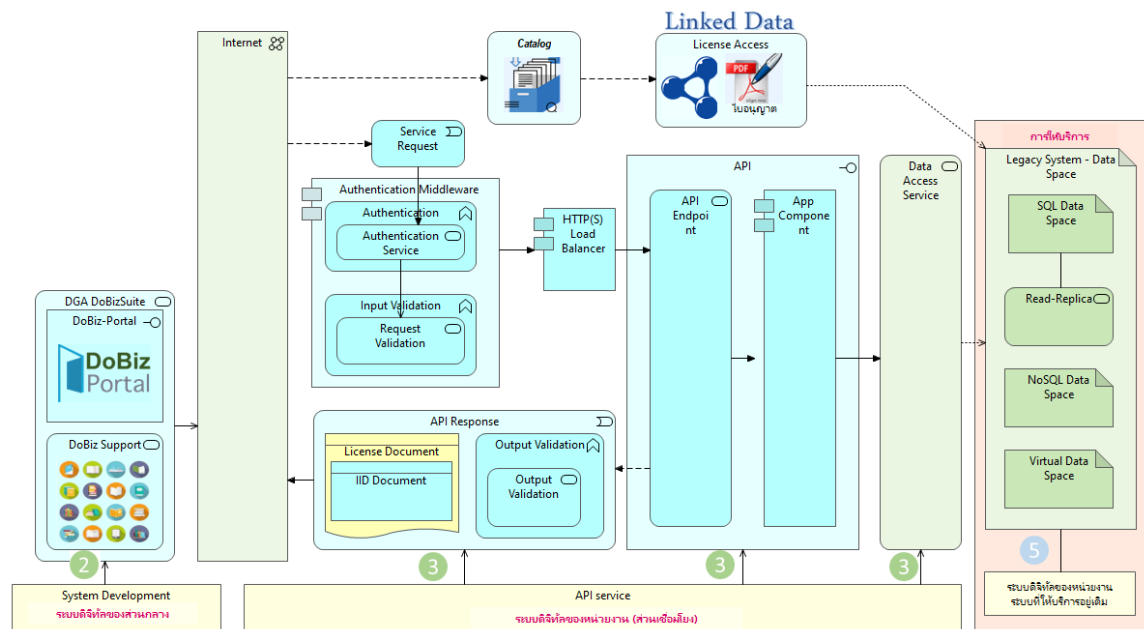 Linked Data
Internet
Catalog
License Access
PDF
ใบอนุญาต
การให้บริการ
Service
Request
Legacy System - Data
Space
API
Data
Access
Service
Authentication Middleware
Authentication
Authentication
Service
HTTP(S)
Load
Balancer
API
Endpoi
nt
App
Compone
nt
SQL Data
Space
Input Validation
Request
Validation
Read-Replica
DGA DoBizSuite
DoBiz-Portal
DoBiz
Portal
NoSQL Data
Space
API Response
License Document
IID Document
Output Validation
Output
Validation
DoBiz Support
Virtual Data
Space
2
3
3
3
5
System Development
ระบบดิจิทัลของส่วนกลาง
API service
ระบบดิจิทัลของหน่วยงาน (ส่วนเชื่อมโยง)
ระบบดิจิทัลของหน่วยงาน
ระบบที่ให้บริการอยู่เดิม